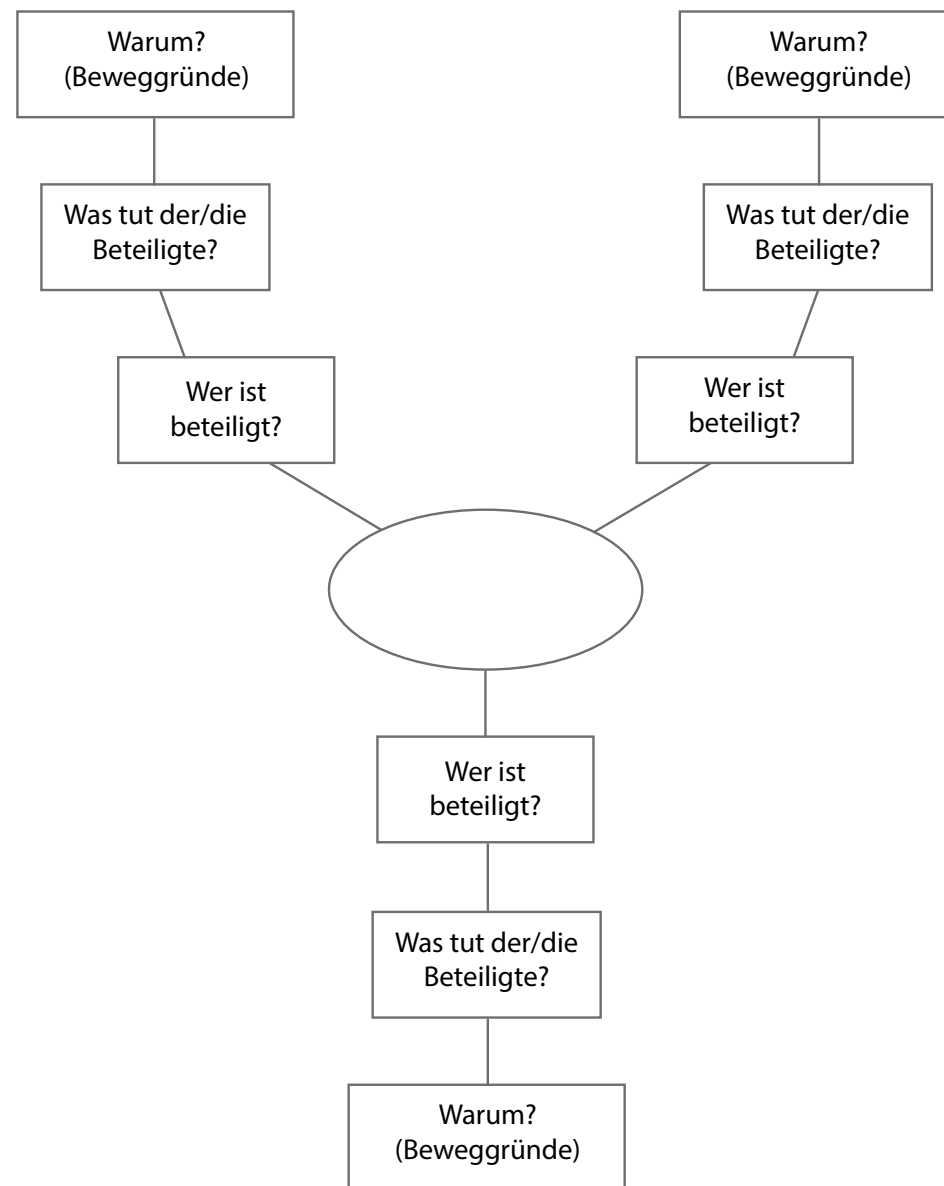 Warum?
(Beweggründe)
Was tut der/die
Beteiligte?
Wer ist
beteiligt?
Warum?
(Beweggründe)
Was tut der/die
Beteiligte?
Wer ist
beteiligt?
Wer ist
beteiligt?
Was tut der/die
Beteiligte?
Warum?
(Beweggründe)